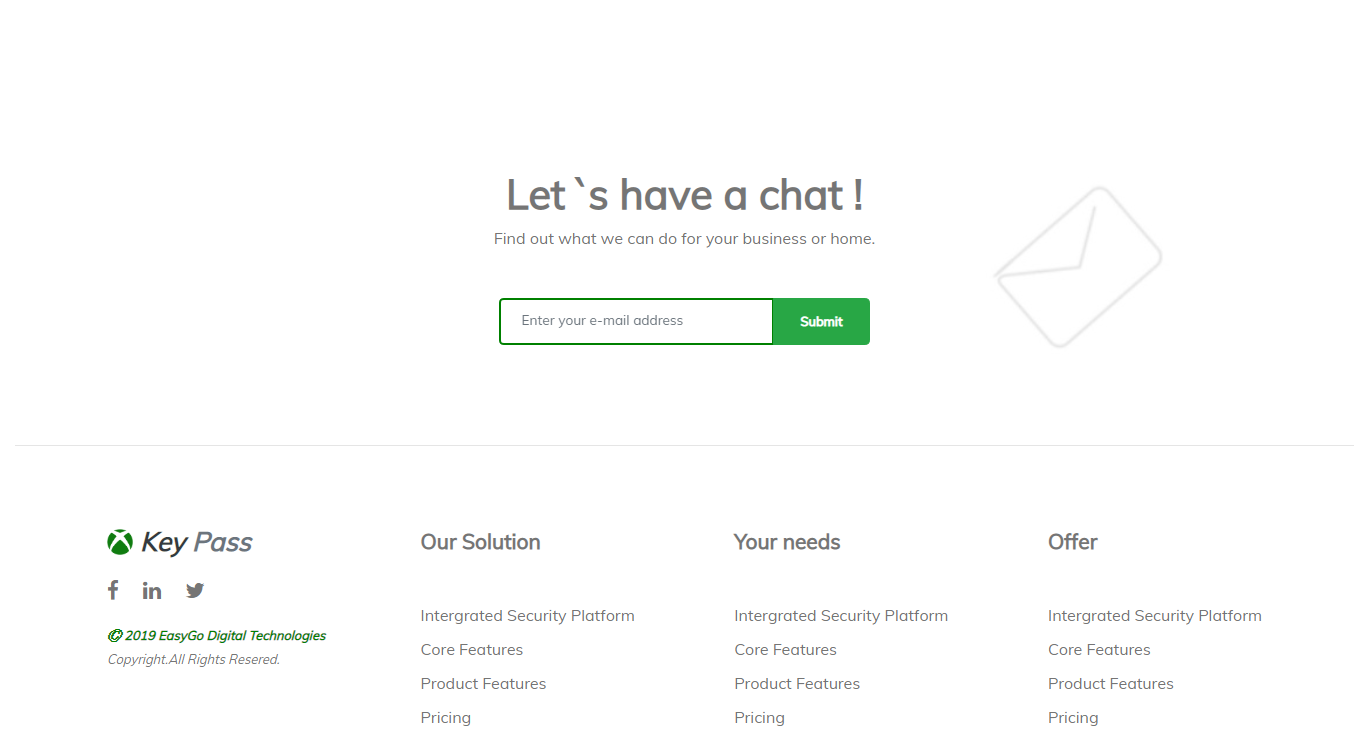 Let `s have a chat !
Find out what we can do for your business or home.
Enter your e-mail address
Submit
Key Pass
© 2019 EasyGo Digital Technologies
Copyright.All Rights Resered.
Our Solution
Intergrated Security Platform
Core Features
Product Features
Pricing
Your needs
Intergrated Security Platform
Core Features
Product Features
Pricing
Offer
Intergrated Security Platform
Core Features
Product Features
Pricing